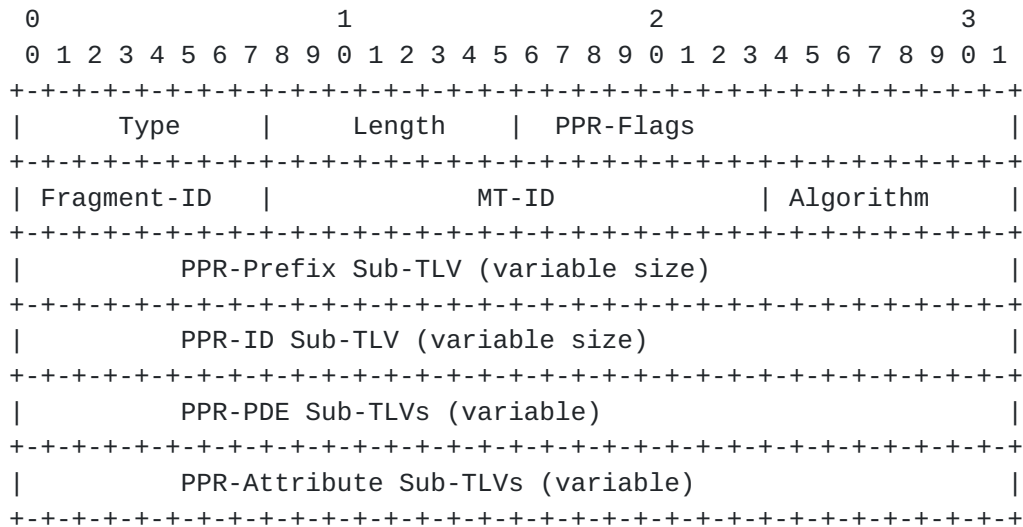 0                   1                   2                   3
 0 1 2 3 4 5 6 7 8 9 0 1 2 3 4 5 6 7 8 9 0 1 2 3 4 5 6 7 8 9 0 1
+-+-+-+-+-+-+-+-+-+-+-+-+-+-+-+-+-+-+-+-+-+-+-+-+-+-+-+-+-+-+-+-+
|      Type     |     Length    |  PPR-Flags                    |
+-+-+-+-+-+-+-+-+-+-+-+-+-+-+-+-+-+-+-+-+-+-+-+-+-+-+-+-+-+-+-+-+
| Fragment-ID   |             MT-ID             | Algorithm     |
+-+-+-+-+-+-+-+-+-+-+-+-+-+-+-+-+-+-+-+-+-+-+-+-+-+-+-+-+-+-+-+-+
|          PPR-Prefix Sub-TLV (variable size)                   |
+-+-+-+-+-+-+-+-+-+-+-+-+-+-+-+-+-+-+-+-+-+-+-+-+-+-+-+-+-+-+-+-+
|          PPR-ID Sub-TLV (variable size)                       |
+-+-+-+-+-+-+-+-+-+-+-+-+-+-+-+-+-+-+-+-+-+-+-+-+-+-+-+-+-+-+-+-+
|          PPR-PDE Sub-TLVs (variable)                          |
+-+-+-+-+-+-+-+-+-+-+-+-+-+-+-+-+-+-+-+-+-+-+-+-+-+-+-+-+-+-+-+-+
|          PPR-Attribute Sub-TLVs (variable)                    |
+-+-+-+-+-+-+-+-+-+-+-+-+-+-+-+-+-+-+-+-+-+-+-+-+-+-+-+-+-+-+-+-+